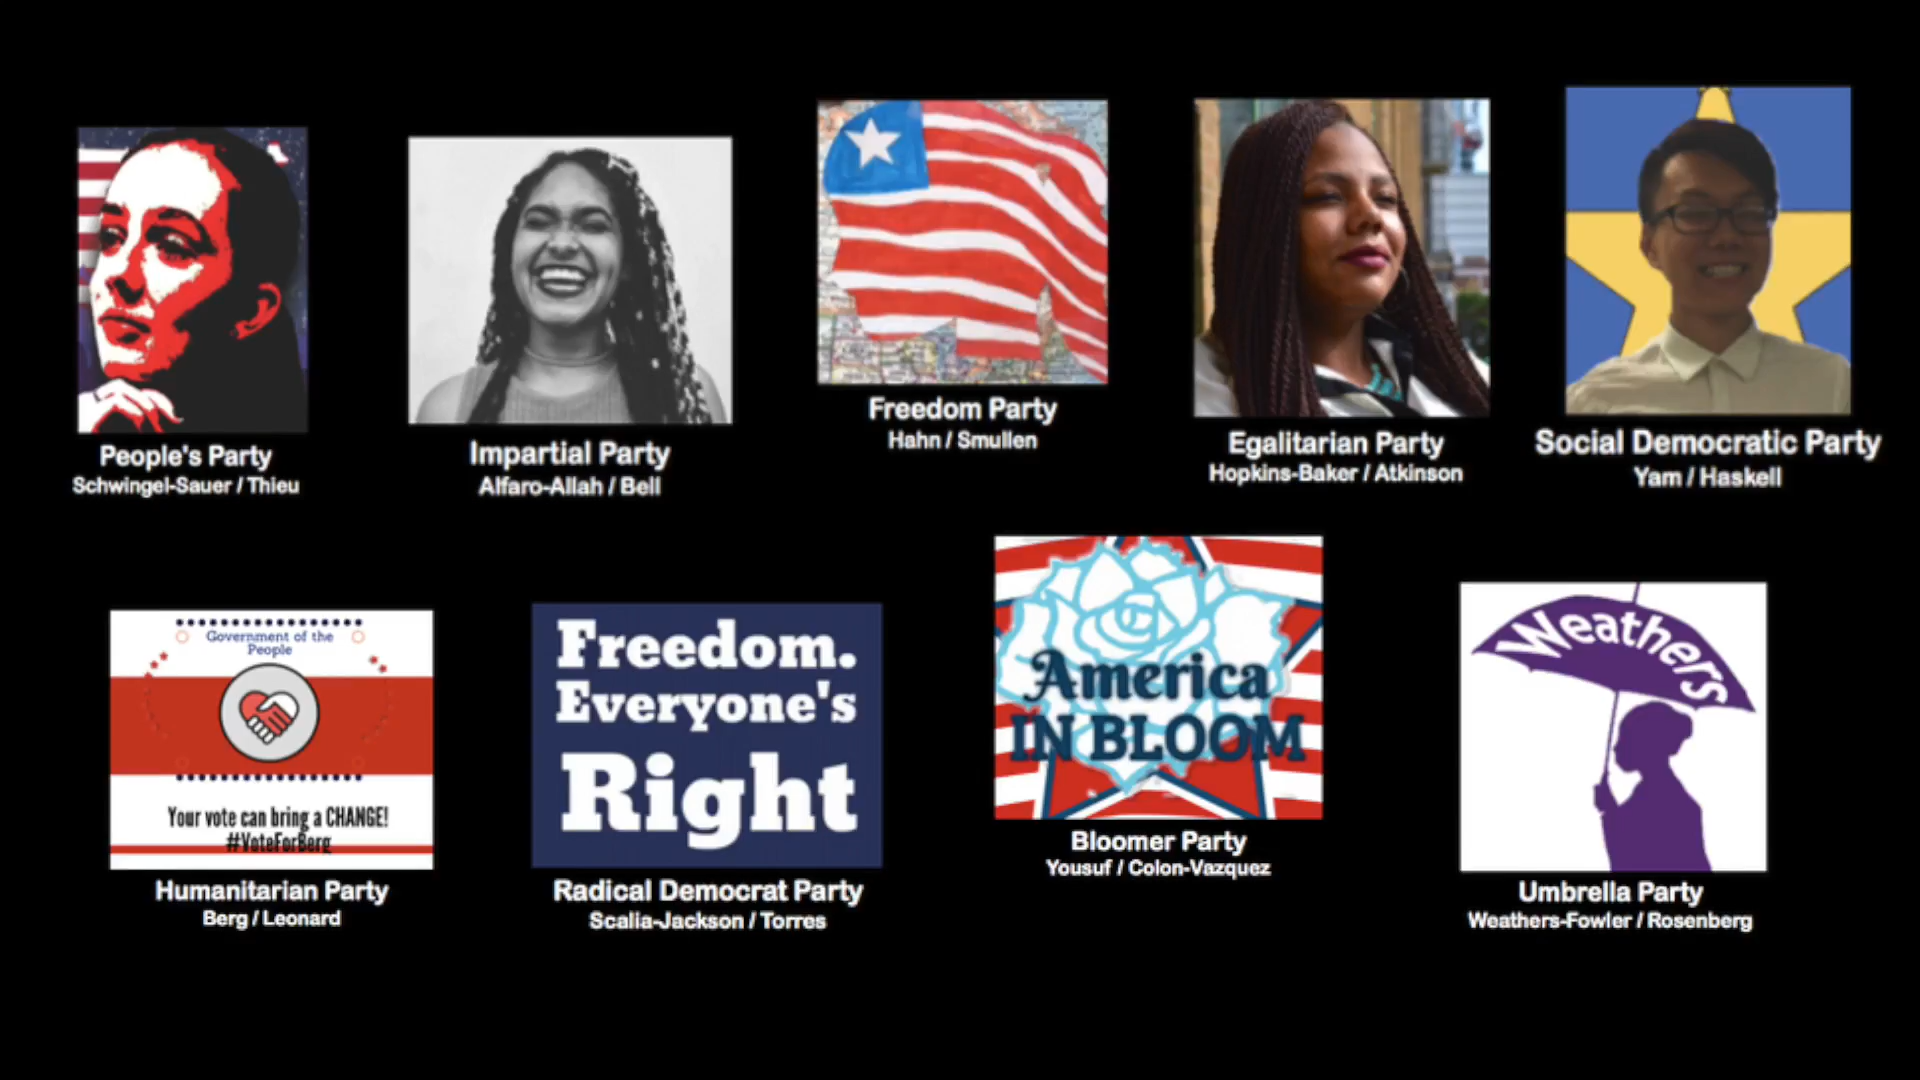 People's Party
Schwingel-Sauer / Thieu
Impartial Party
Alfaro-Allah / Bell
Freedom Party
Hahn / Smullen
Egalitarian Party
Hopkins-Baker / Atkinson
Social Democratic Party
Yam / Haskell
Government of the
People
Your vote can bring a CHANGE!
#VoteForBerg
Humanitarian Party
Berg / Leonard
Freedom.
Everyone's
Right
Radical Democrat Party
Scalia-Jackson / Torres
America
IN BLOOM
Bloomer Party
Yousuf / Colon-Vazquez
Weathers
Umbrella Party
Weathers-Fowler / Rosenberg